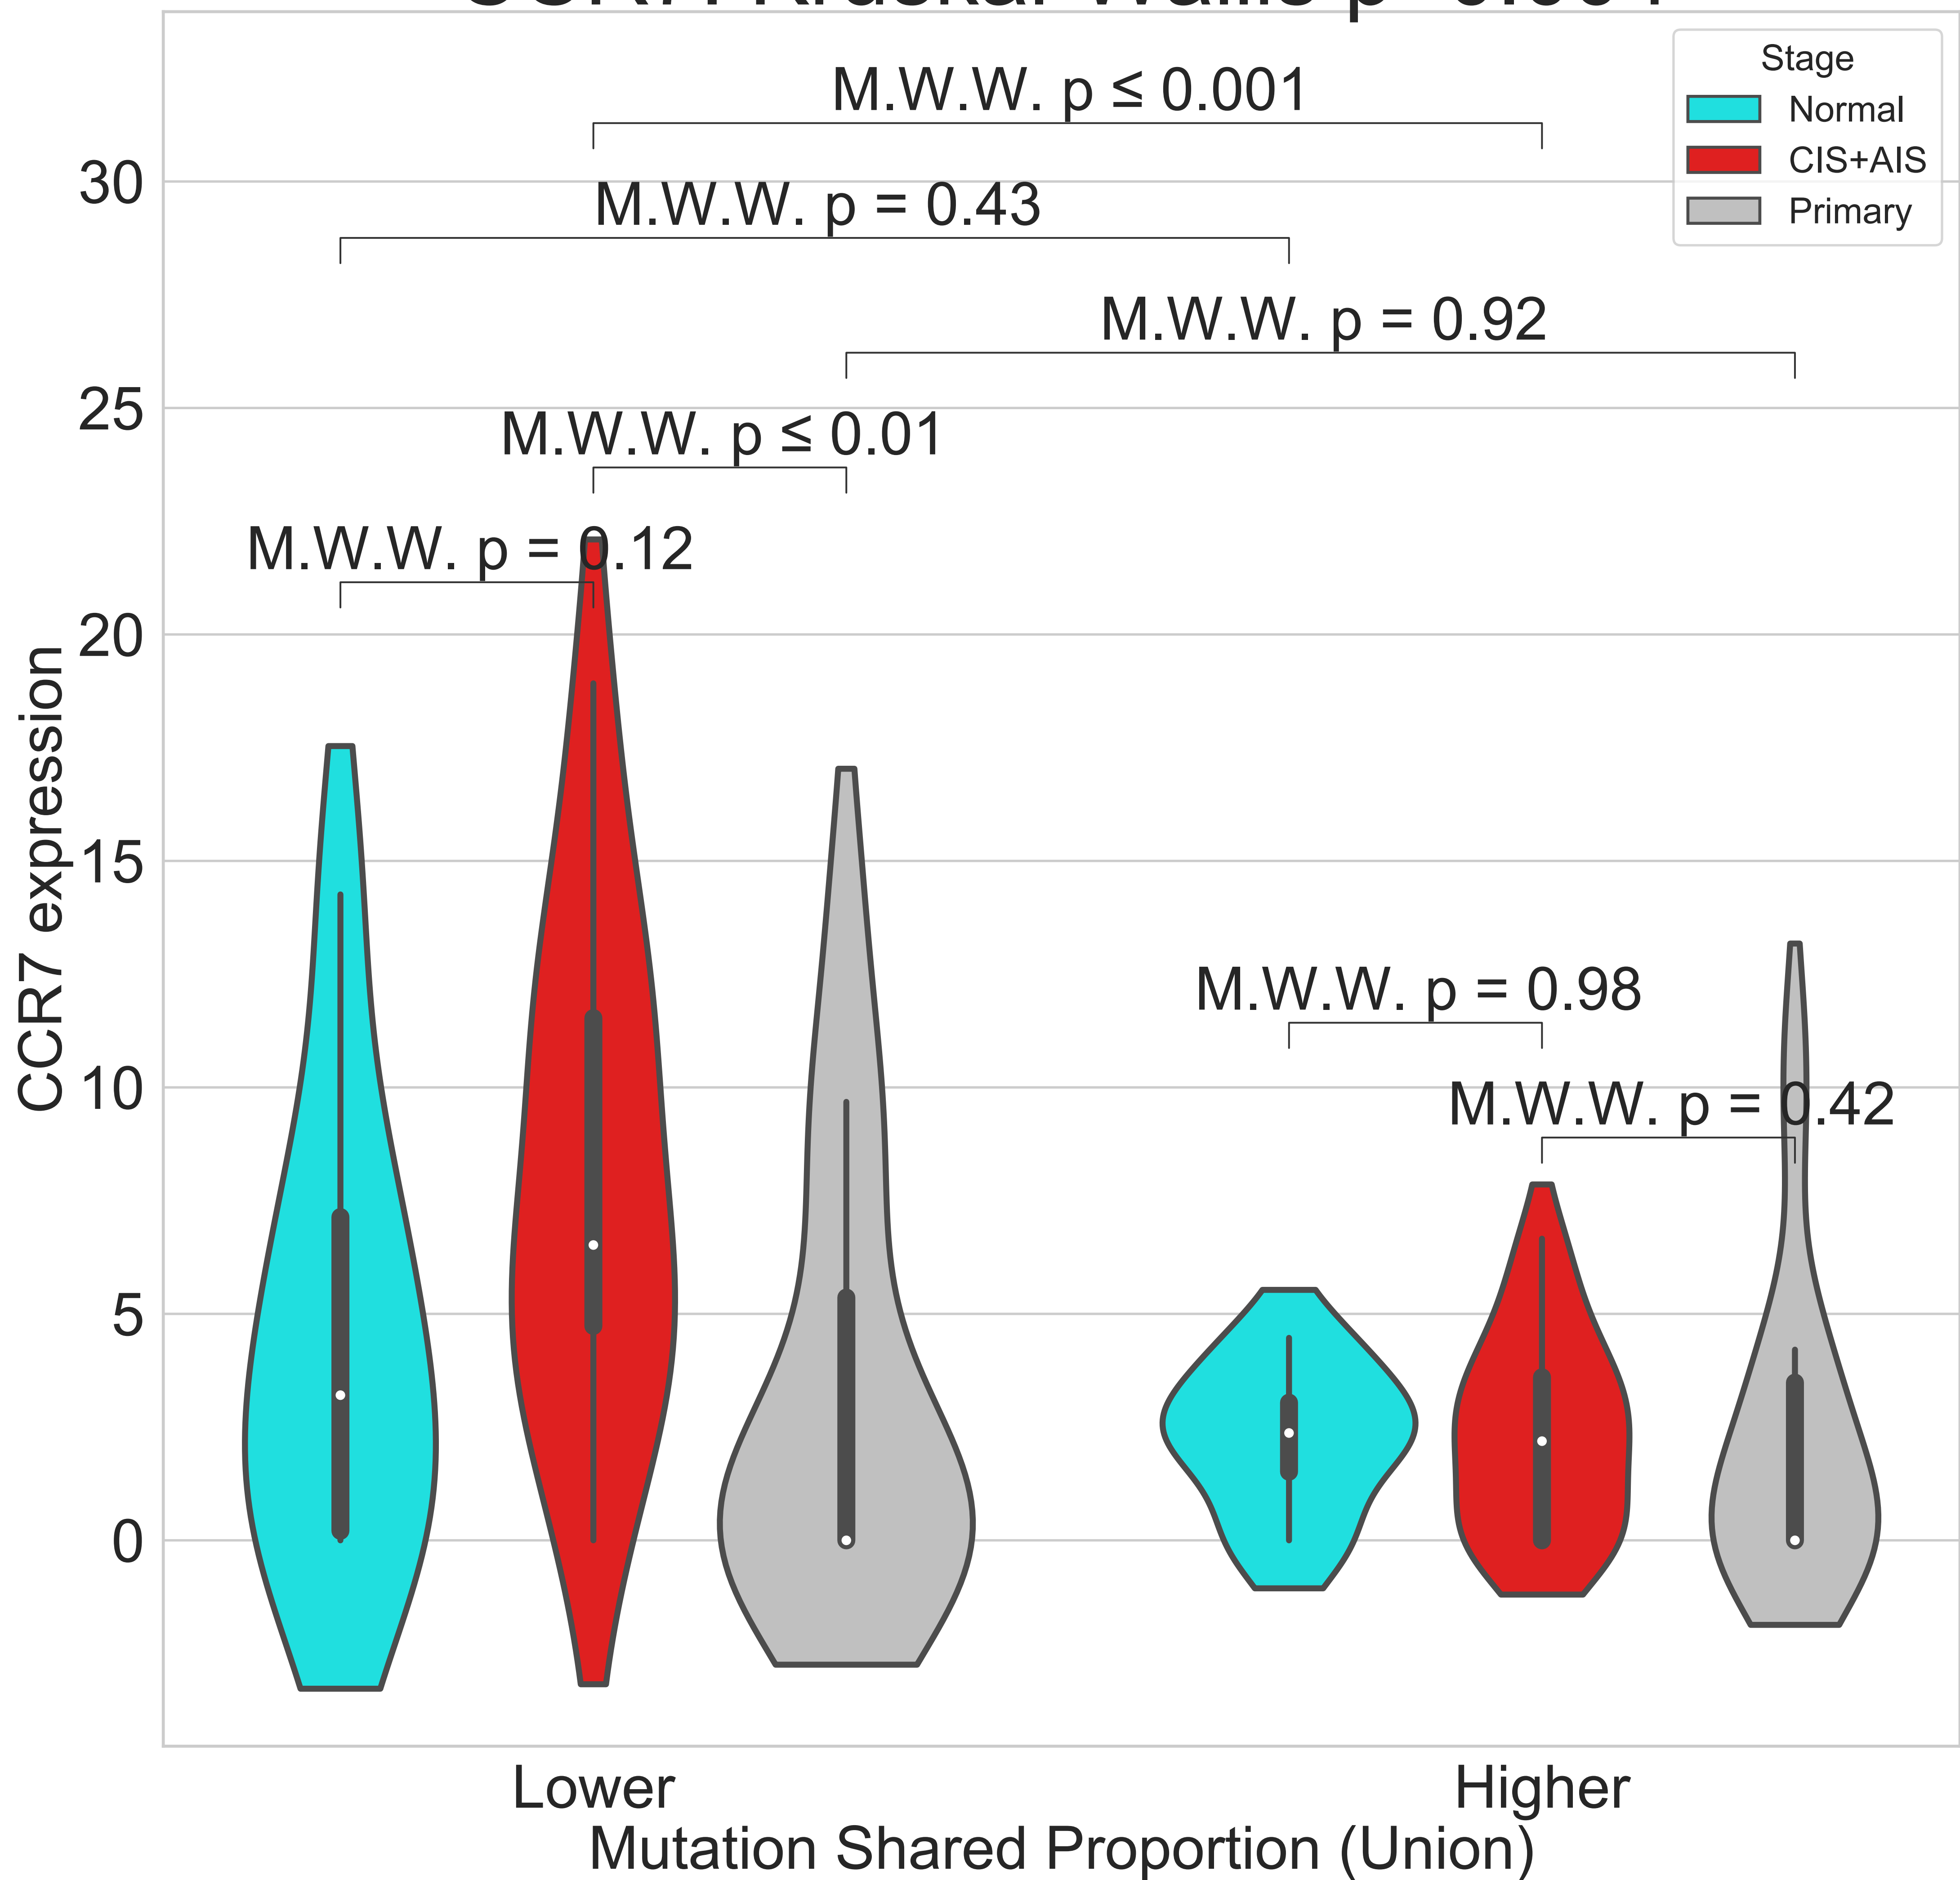 Stage
Normal
CIS+AIS
Primary
M.W.W. p ≤ 0.001
M.W.W. p = 0.43
M.W.W. p = 0.92
M.W.W. p ≤ 0.01
M.W.W. p = 0.12
M.W.W. p = 0.98
M.W.W. p = 0.42
30
25
20
15
10
5
0
CCR7 expression
Lower
Higher
Mutation Shared Proportion (Union)